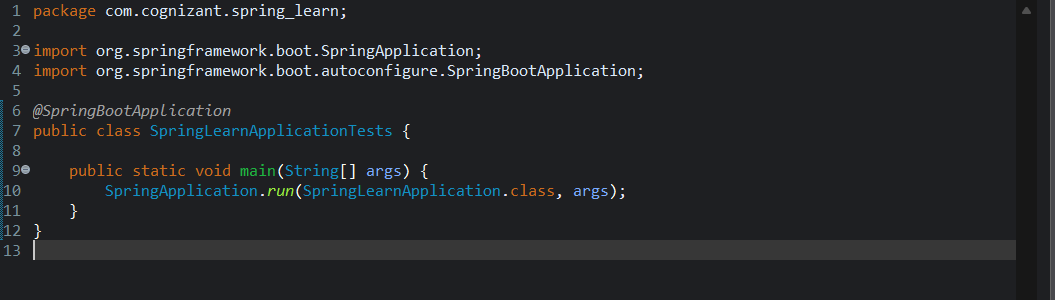 1 package com.cognizant.spring_learn;
2
3 import org.springframework.boot.SpringApplication;
4 import org.springframework.boot.autoconfigure.SpringBootApplication;
5
6 @SpringBootApplication
7 public class SpringLearnApplicationTests {
8
9     public static void main(String[] args) {
10         SpringApplication.run(SpringLearnApplication.class, args);
11     }
12 }
13